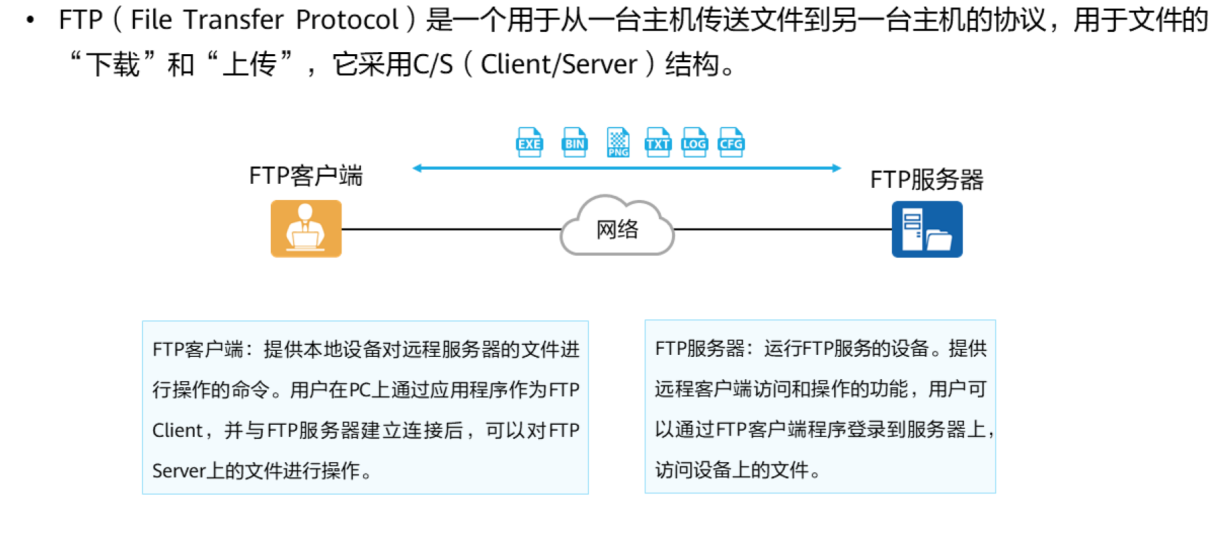 • FTP（File Transfer Protocol）是一个用于从一台主机传送文件到另一台主机的协议，用于文件的
“下载”和“上传”，它采用C/S（Client/Server）结构。
EXE BIN PNG TXT LOG CFG
FTP客户端
FTP服务器
网络
FTP客户端：提供本地设备对远程服务器的文件进
行操作的命令。用户在PC上通过应用程序作为FTP
Client，并与FTP服务器建立连接后，可以对FTP
Server上的文件进行操作。
FTP服务器：运行FTP服务的设备。提供
远程客户端访问和操作的功能，用户可
以通过FTP客户端程序登录到服务器上，
访问设备上的文件。